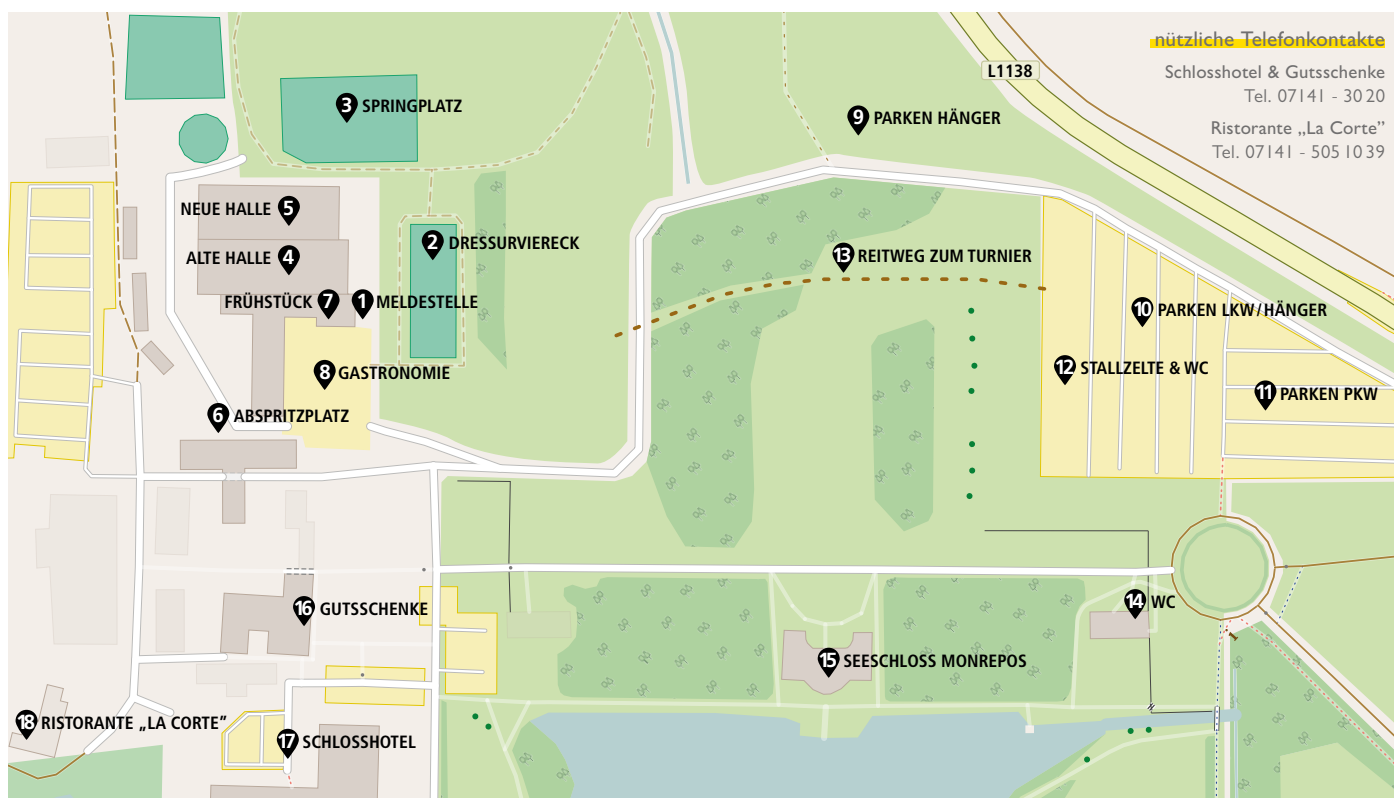 nützliche Telefonkontakte
Schlosshotel & Gutsschenke
Tel. 07141 - 30 20
Ristorante „La Corte”
Tel. 07141 - 505 10 39
L1138
3 SPRINGPLATZ
9 PARKEN HÄNGER
NEUE HALLE 5
2 DRESSURVIERECK
ALTE HALLE 4
13 REITWEG ZUM TURNIER
FRÜHSTÜCK 7
1 MELDESTELLE
10 PARKEN LKW/HÄNGER
8 GASTRONOMIE
12 STALLZELTE & WC
11 PARKEN PKW
6 ABSPRITZPLATZ
16 GUTSSCHENKE
14 WC
15 SEESCHLOSS MONREPOS
18 RISTORANTE „LA CORTE”
17 SCHLOSSHOTEL